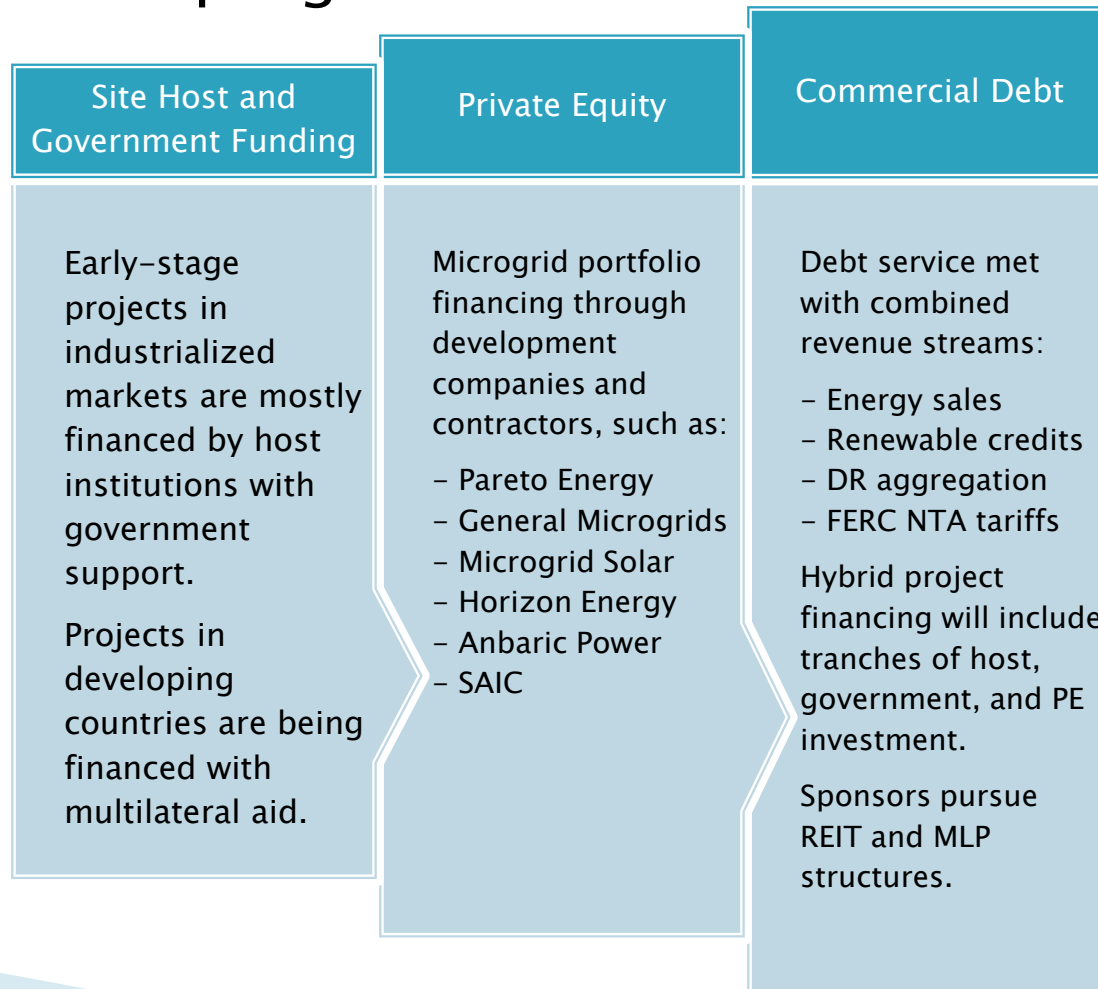 Site Host and
Government Funding
Early-stage
projects in
industrialized
markets are mostly
financed by host
institutions with
government
support.
Projects in
developing
countries are being
financed with
multilateral aid.
Private Equity
Microgrid portfolio
financing through
development
companies and
contractors, such as:
- Pareto Energy
- General Microgrids
- Microgrid Solar
- Horizon Energy
- Anbaric Power
- SAIC
Commercial Debt
Debt service met
with combined
revenue streams:
- Energy sales
- Renewable credits
- DR aggregation
- FERC NTA tariffs
Hybrid project
financing will include
tranches of host,
government, and PE
investment.
Sponsors pursue
REIT and MLP
structures.